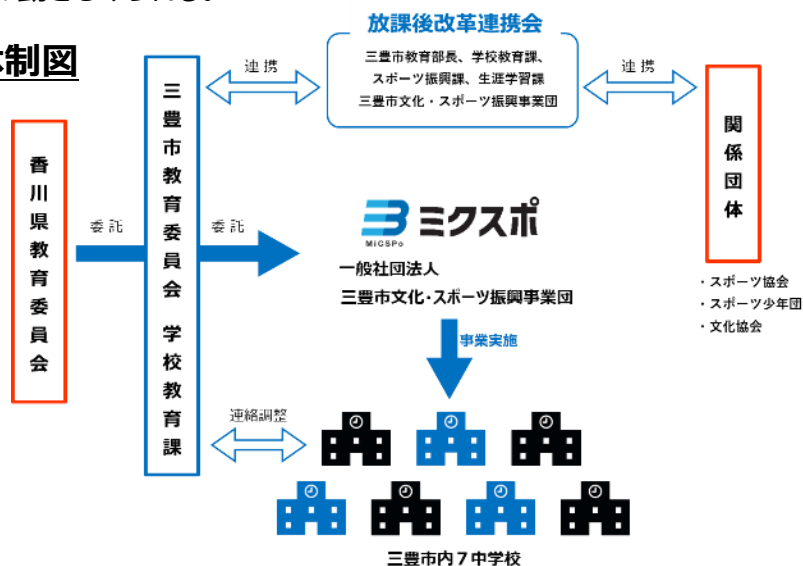 体制図
放課後改革連携会
三豊市教育部長、学校教育課、
スポーツ振興課、生涯学習課
三豊市文化・スポーツ振興事業団
連携
連携
香川県教育委員会
委託
三豊市教育委員会 学校教育課
委託
ミクスポ
MiCSPo
一般社団法人
三豊市文化・スポーツ振興事業団
関係団体
・スポーツ協会
・スポーツ少年団
・文化協会
事業実施
連絡調整
三豊市内7中学校